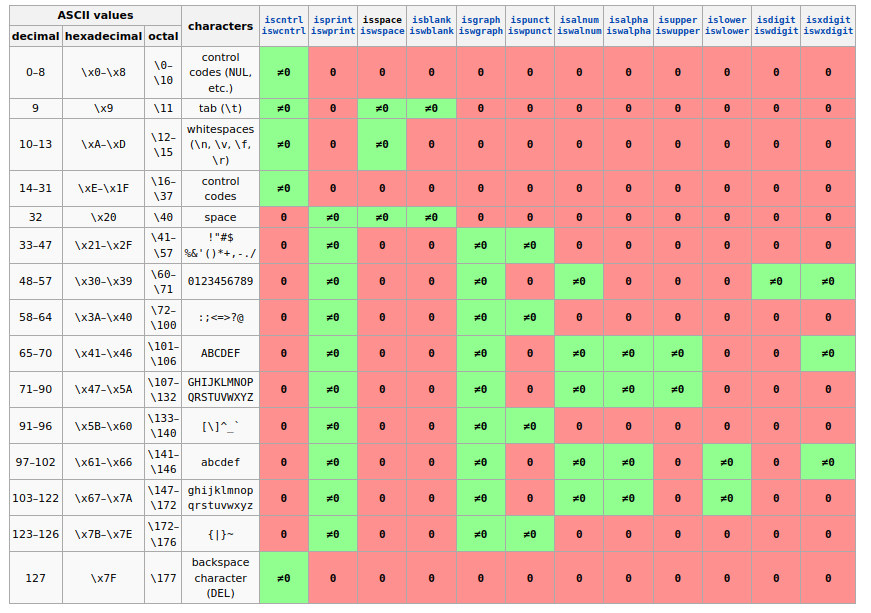 ASCII values characters iscntrl iswcntrl isprint iswprint isspace iswspace isblank iswblank isgraph iswgraph ispunct iswpunct isalnum iswalnum isalpha iswalpha isupper iswupper islower iswlower isdigit iswdigit isxdigit iswxdigit
decimal hexadecimal octal
0–8 \x0–\x8 \0–\10 control codes (NUL, etc.) ≠0 0 0 0 0 0 0 0 0 0 0 0
9 \x9 \11 tab (\t) ≠0 0 ≠0 ≠0 0 0 0 0 0 0 0 0
10–13 \xA–\xD \12–\15 whitespaces (\n, \v, \f, \r) ≠0 0 ≠0 0 0 0 0 0 0 0 0 0
14–31 \xE–\x1F \16–\37 control codes ≠0 0 0 0 0 0 0 0 0 0 0 0
32 \x20 \40 space 0 ≠0 ≠0 ≠0 0 0 0 0 0 0 0 0
33–47 \x21–\x2F \41–\57 !"#$ %&'()*+,-./ 0 ≠0 0 0 ≠0 ≠0 0 0 0 0 0 0
48–57 \x30–\x39 \60–\71 0123456789 0 ≠0 0 0 ≠0 0 ≠0 0 0 0 ≠0 ≠0
58–64 \x3A–\x40 \72–\100 :;<=>?@ 0 ≠0 0 0 ≠0 ≠0 0 0 0 0 0 0
65–70 \x41–\x46 \101–\106 ABCDEF 0 ≠0 0 0 ≠0 0 ≠0 ≠0 ≠0 0 0 ≠0
71–90 \x47–\x5A \107–\132 GHIJKLMNOP QRSTUVWXYZ 0 ≠0 0 0 ≠0 0 ≠0 ≠0 ≠0 0 0 0
91–96 \x5B–\x60 \133–\140 [\]^_` 0 ≠0 0 0 ≠0 ≠0 0 0 0 0 0 0
97–102 \x61–\x66 \141–\146 abcdef 0 ≠0 0 0 ≠0 0 ≠0 ≠0 0 ≠0 0 ≠0
103–122 \x67–\x7A \147–\172 ghijklmnop qrstuvwxyz 0 ≠0 0 0 ≠0 0 ≠0 ≠0 0 ≠0 0 0
123–126 \x7B–\x7E \172–\176 {|}~ 0 ≠0 0 0 ≠0 ≠0 0 0 0 0 0 0
127 \x7F \177 backspace character (DEL) ≠0 0 0 0 0 0 0 0 0 0 0 0